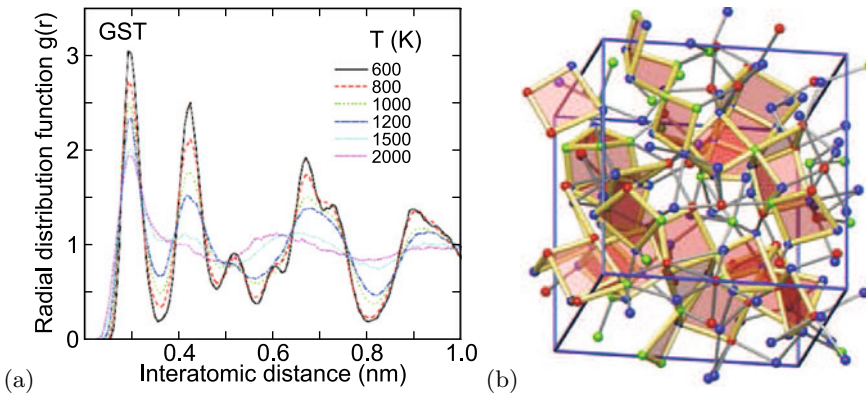 GST
T (K)
600
800
1000
1200
1500
2000
Radial distribution function g(r)
3
2
1
0
0.4
0.6
0.8
1.0
Interatomic distance (nm)
(a)
(b)